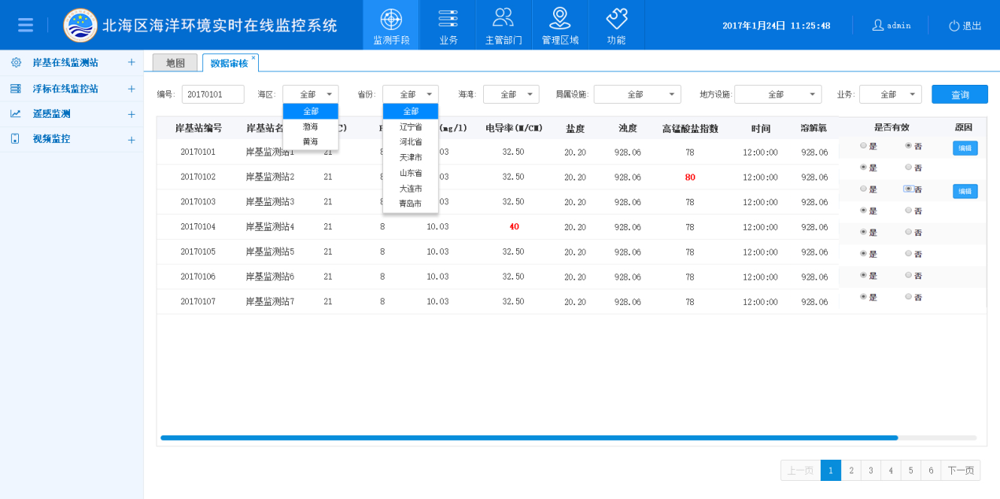 北海区海洋环境实时在线监控系统
监测手段 业务 主管部门 管理区域 功能
2017年1月24日 11:25:48
admin
退出
岸基在线监测站 +
浮标在线监控站 +
遥感监测 +
视频监控 +
地图 数据审核 ×
编号: 20170101 海区: 全部 省份: 全部 海湾: 全部 局属设施: 全部 地方设施: 全部 业务: 全部 查询
全部
渤海
黄海
全部
辽宁省
河北省
天津市
山东省
大连市
青岛市
岸基站编号 岸基站名 C) (mg/l) 电导率(M/CM) 盐度 浊度 高锰酸盐指数 时间 溶解氧 是否有效 原因
20170101 岸基监测站1 21 8 03 32.50 20.20 928.06 78 12:00:00 928.06 是 否 编辑
20170102 岸基监测站2 21 8 03 32.50 20.20 928.06 80 12:00:00 928.06 是 否
20170103 岸基监测站3 21 8 03 32.50 20.20 928.06 78 12:00:00 928.06 是 否 编辑
20170104 岸基监测站4 21 8 10.03 40 20.20 928.06 78 12:00:00 928.06 是 否
20170105 岸基监测站5 21 8 10.03 32.50 20.20 928.06 78 12:00:00 928.06 是 否
20170106 岸基监测站6 21 8 10.03 32.50 20.20 928.06 78 12:00:00 928.06 是 否
20170107 岸基监测站7 21 8 10.03 32.50 20.20 928.06 78 12:00:00 928.06 是 否
是 否
上一页 1 2 3 4 5 6 下一页